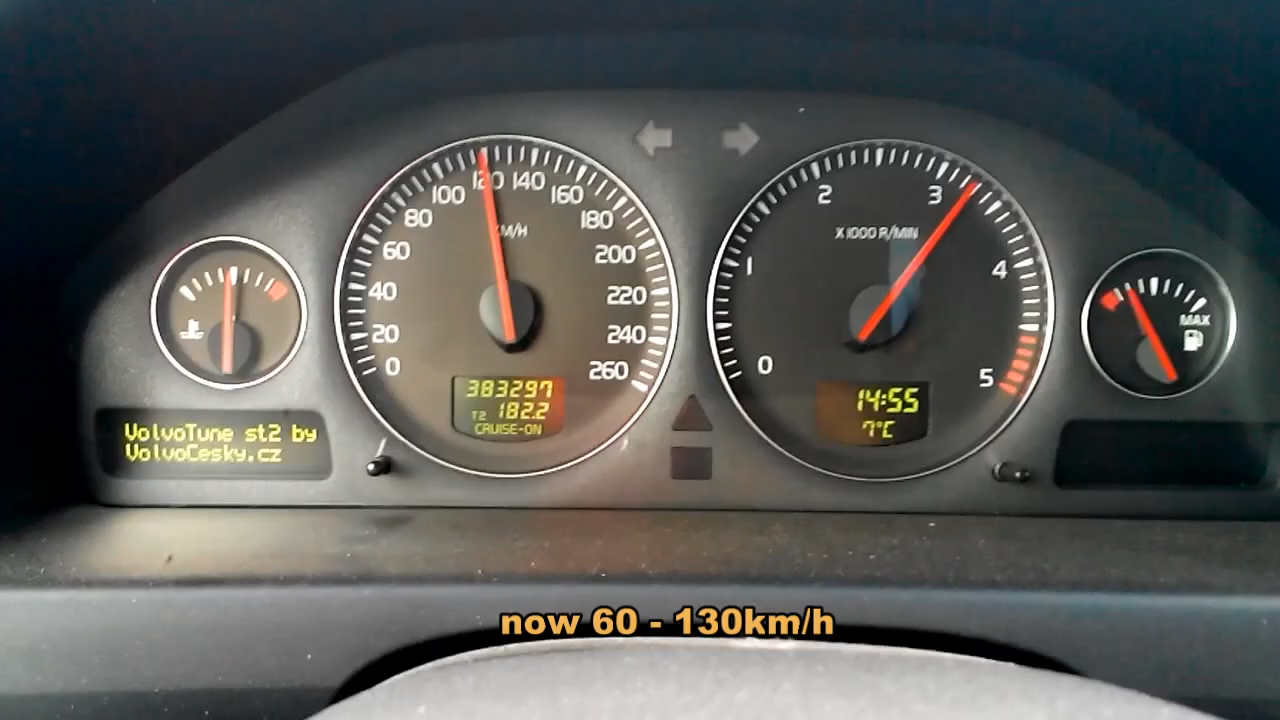 0
20
40
60
80
100
120
140
160
180
200
220
240
260
KM/H
383297
T2 182.2
CRUISE-ON
0
1
2
3
4
5
X 1000 R/MIN
14:55
7°C
MAX
VolvoTune st2 by
VolvoCesky.cz
now 60 - 130km/h